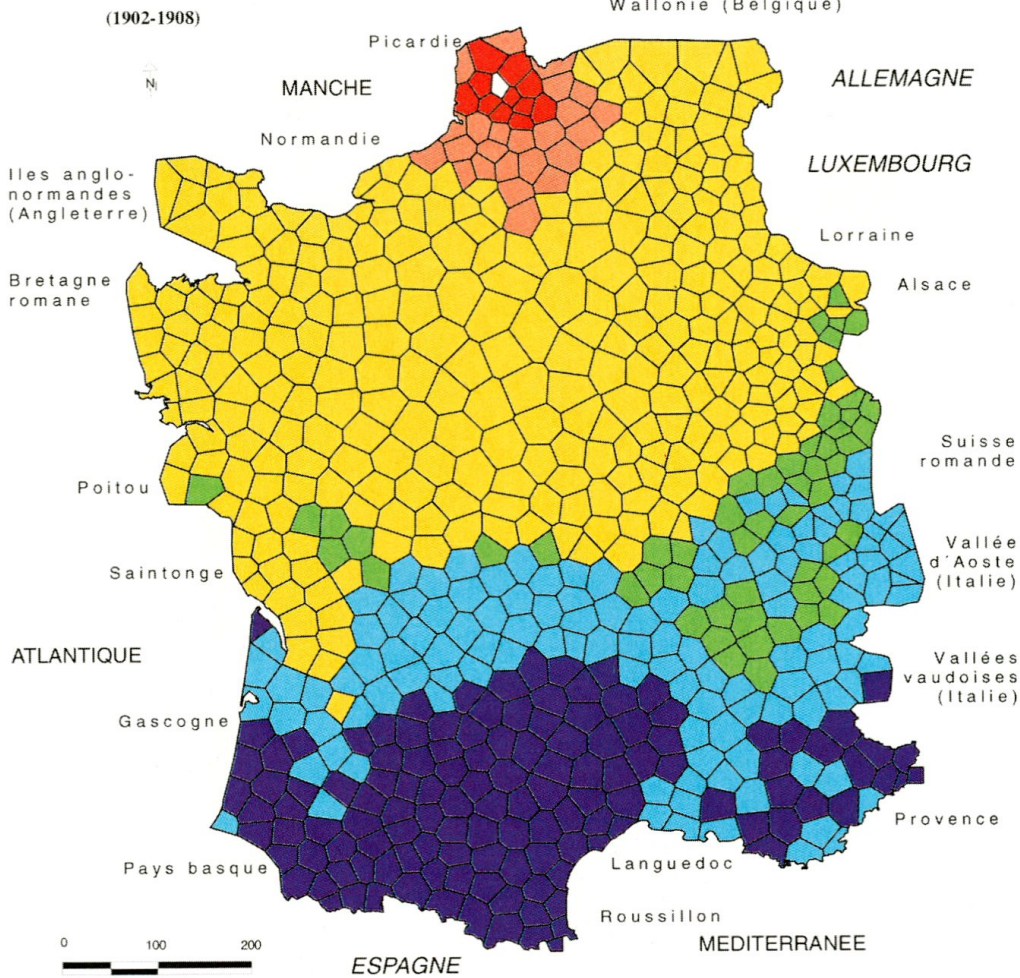 Wallonie (Belgique)
(1902-1908)
Picardie
N
MANCHE
ALLEMAGNE
Normandie
Iles anglo-
normandes
(Angleterre)
LUXEMBOURG
Lorraine
Bretagne
romane
Alsace
Suisse
romande
Poitou
Vallée
d'Aoste
(Italie)
Saintonge
ATLANTIQUE
Vallées
vaudoises
(Italie)
Gascogne
Provence
Pays basque
Languedoc
Roussillon
MEDITERRANEE
0 100 200
ESPAGNE